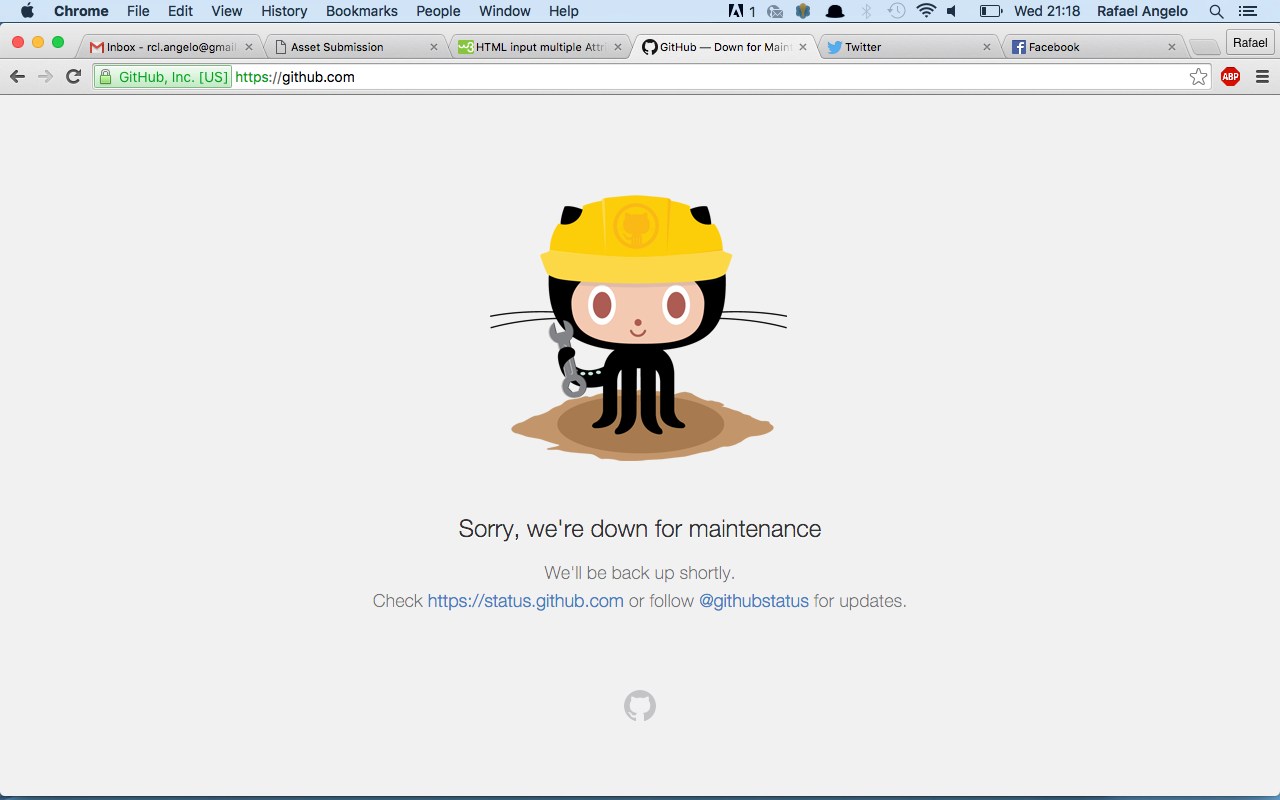 Chrome File Edit View History Bookmarks People Window Help 1 Wed 21:18 Rafael Angelo
Inbox - rcl.angelo@gmai Asset Submission HTML input multiple Attri GitHub — Down for Maint Twitter Facebook Rafael
GitHub, Inc. [US] https://github.com ABP
Sorry, we're down for maintenance
We'll be back up shortly.
Check https://status.github.com or follow @githubstatus for updates.